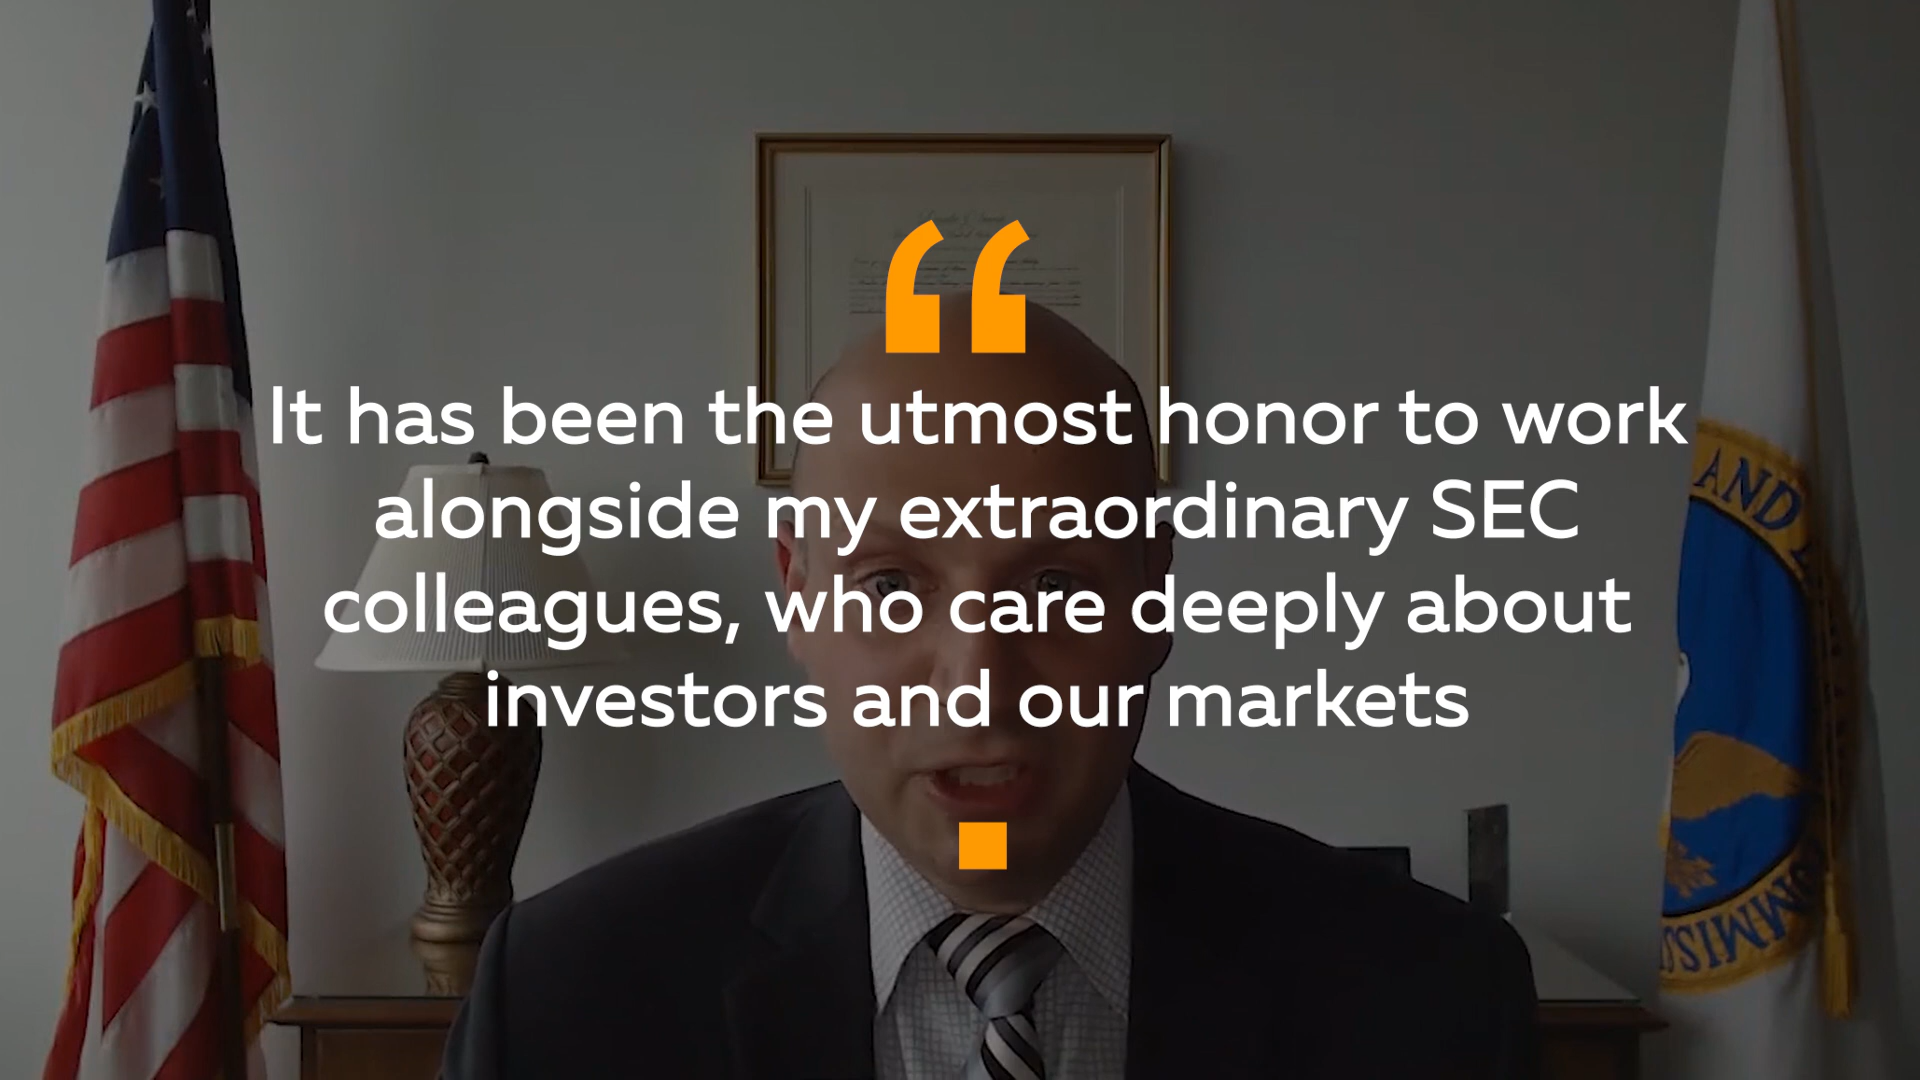 “
It has been the utmost honor to work
alongside my extraordinary SEC
colleagues, who care deeply about
investors and our markets
AND